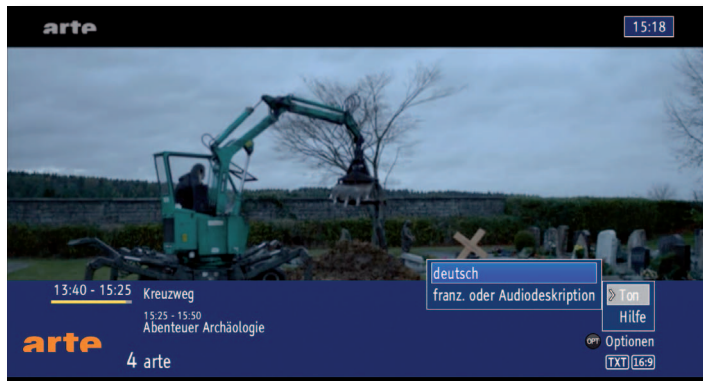 arte
15:18
deutsch
franz. oder Audiodeskription
Ton
Hilfe
13:40 - 15:25 Kreuzweg
15:25 - 15:50
Abenteuer Archäologie
arte
4 arte
OPT Optionen
TXT 16:9